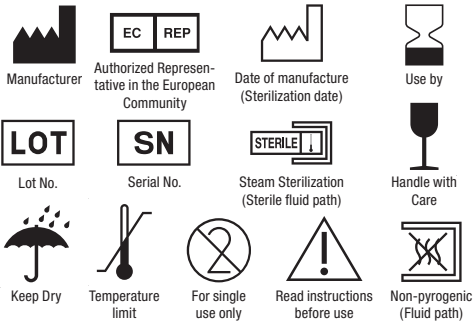 EC REP
Manufacturer
Authorized Represen-
tative in the European
Community
Date of manufacture
(Sterilization date)
Use by
LOT
SN
STERILE
Lot No.
Serial No.
Steam Sterilization
(Sterile fluid path)
Handle with
Care
2
!
Keep Dry
Temperature
limit
For single
use only
Read instructions
before use
Non-pyrogenic
(Fluid path)